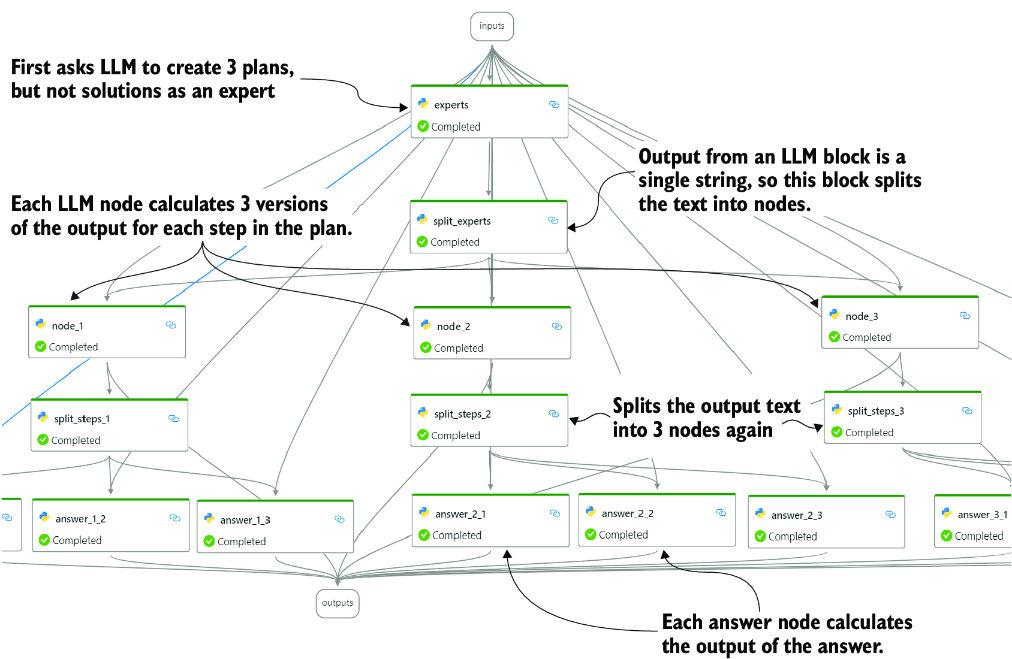 inputs
First asks LLM to create 3 plans,
but not solutions as an expert
experts
Completed
Output from an LLM block is a
single string, so this block splits
the text into nodes.
Each LLM node calculates 3 versions
of the output for each step in the plan.
split_experts
Completed
node_1
Completed
node_2
Completed
node_3
Completed
split_steps_1
Completed
split_steps_2
Completed
Splits the output text
into 3 nodes again
split_steps_3
Completed
answer_1_2
Completed
answer_1_3
Completed
answer_2_1
Completed
answer_2_2
Completed
answer_2_3
Completed
answer_3_1
Completed
outputs
Each answer node calculates
the output of the answer.